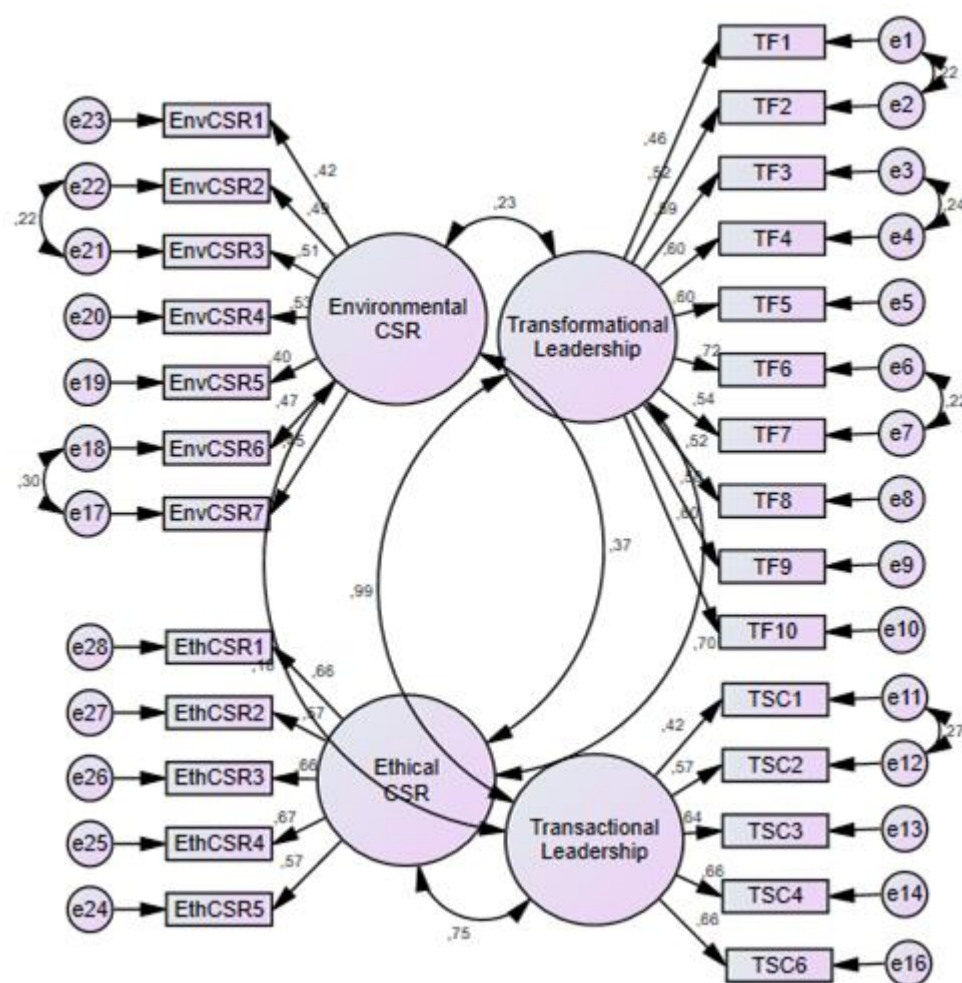 TF1
e1
,22
TF2
e2
,46
e23
EnvCSR1
,52
TF3
e3
,42
,59
,24
e22
EnvCSR2
,49
,23
TF4
e4
,22
,60
e21
EnvCSR3
,51
,60
TF5
e5
e20
EnvCSR4
,53
Environmental
CSR
Transformational
Leadership
,72
TF6
e6
e19
EnvCSR5
,40
,22
,47
,54
TF7
e7
e18
EnvCSR6
,52
,30
TF8
e8
e17
EnvCSR7
,60
,37
TF9
e9
,99
TF10
e10
,70
e28
EthCSR1
,66
TSC1
e11
e27
EthCSR2
,57
,42
,27
,57
TSC2
e12
e26
EthCSR3
,66
Ethical
CSR
,64
TSC3
e13
e25
EthCSR4
,67
Transactional
Leadership
,57
,66
TSC4
e14
e24
EthCSR5
,66
,75
TSC6
e16